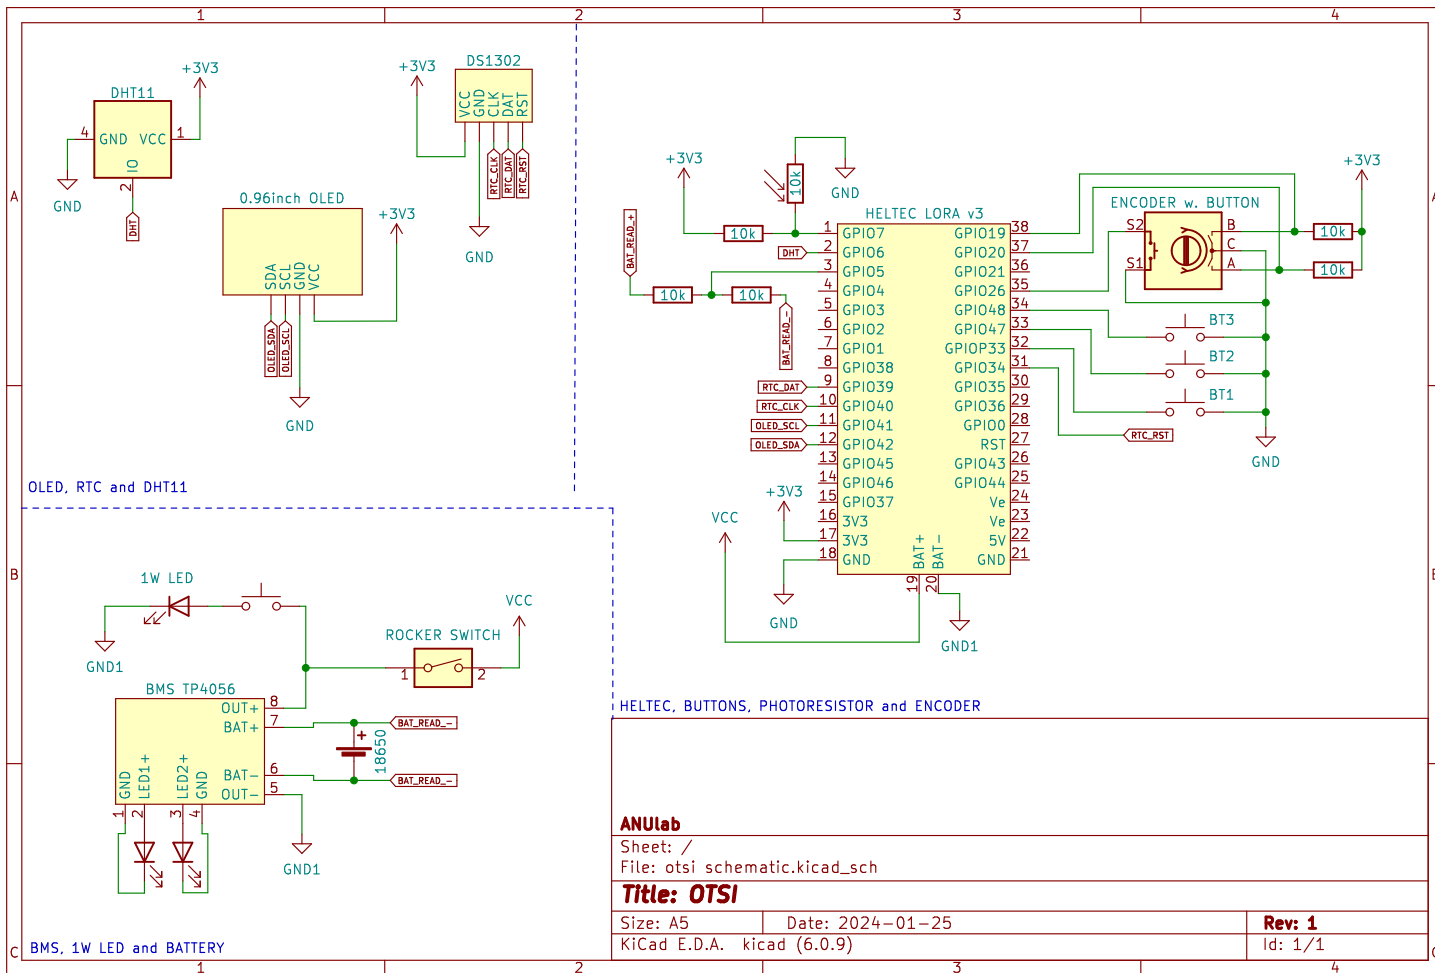 1 2 3 4
A
B
C
A
B
C
+3V3
DHT11
4 GND VCC 1
IO
2
DHT
GND
+3V3
DS1302
VCC
GND
CLK
DAT
RST
RTC_CLK
RTC_DAT
RTC_RST
GND
0.96inch OLED
+3V3
SDA
SCL
GND
VCC
OLED_SDA
OLED_SCL
GND
OLED, RTC and DHT11
1W LED
GND1
VCC
ROCKER SWITCH
1 2
BMS TP4056
OUT+ 8
BAT+ 7
BAT- 6
OUT- 5
GND
LED1+
LED2+
GND
1
2
3
4
BAT_READ_-
+
18650
BAT_READ_-
GND1
BMS, 1W LED and BATTERY
+3V3
10k
GND
10k
BAT_READ_+
DHT
10k
10k
BAT_READ_-
RTC_DAT
RTC_CLK
OLED_SCL
OLED_SDA
+3V3
VCC
GND
GND1
HELTEC LORA v3
1 GPIO7
2 GPIO6
3 GPIO5
4 GPIO4
5 GPIO3
6 GPIO2
7 GPIO1
8 GPIO38
9 GPIO39
10 GPIO40
11 GPIO41
12 GPIO42
13 GPIO45
14 GPIO46
15 GPIO37
16 3V3
17 3V3
18 GND
GPIO19 38
GPIO20 37
GPIO21 36
GPIO26 35
GPIO48 34
GPIO47 33
GPIOP33 32
GPIO34 31
GPIO35 30
GPIO36 29
GPIO0 28
RST 27
GPIO43 26
GPIO44 25
Ve 24
Ve 23
5V 22
GND 21
BAT+
BAT-
19
20
+3V3
ENCODER w. BUTTON
S2
S1
B
C
A
10k
10k
BT3
BT2
BT1
RTC_RST
GND
HELTEC, BUTTONS, PHOTORESISTOR and ENCODER
ANUlab
Sheet: /
File: otsi schematic.kicad_sch
Title: OTSI
Size: A5 Date: 2024-01-25 Rev: 1
KiCad E.D.A. kicad (6.0.9) Id: 1/1
1 2 3 4